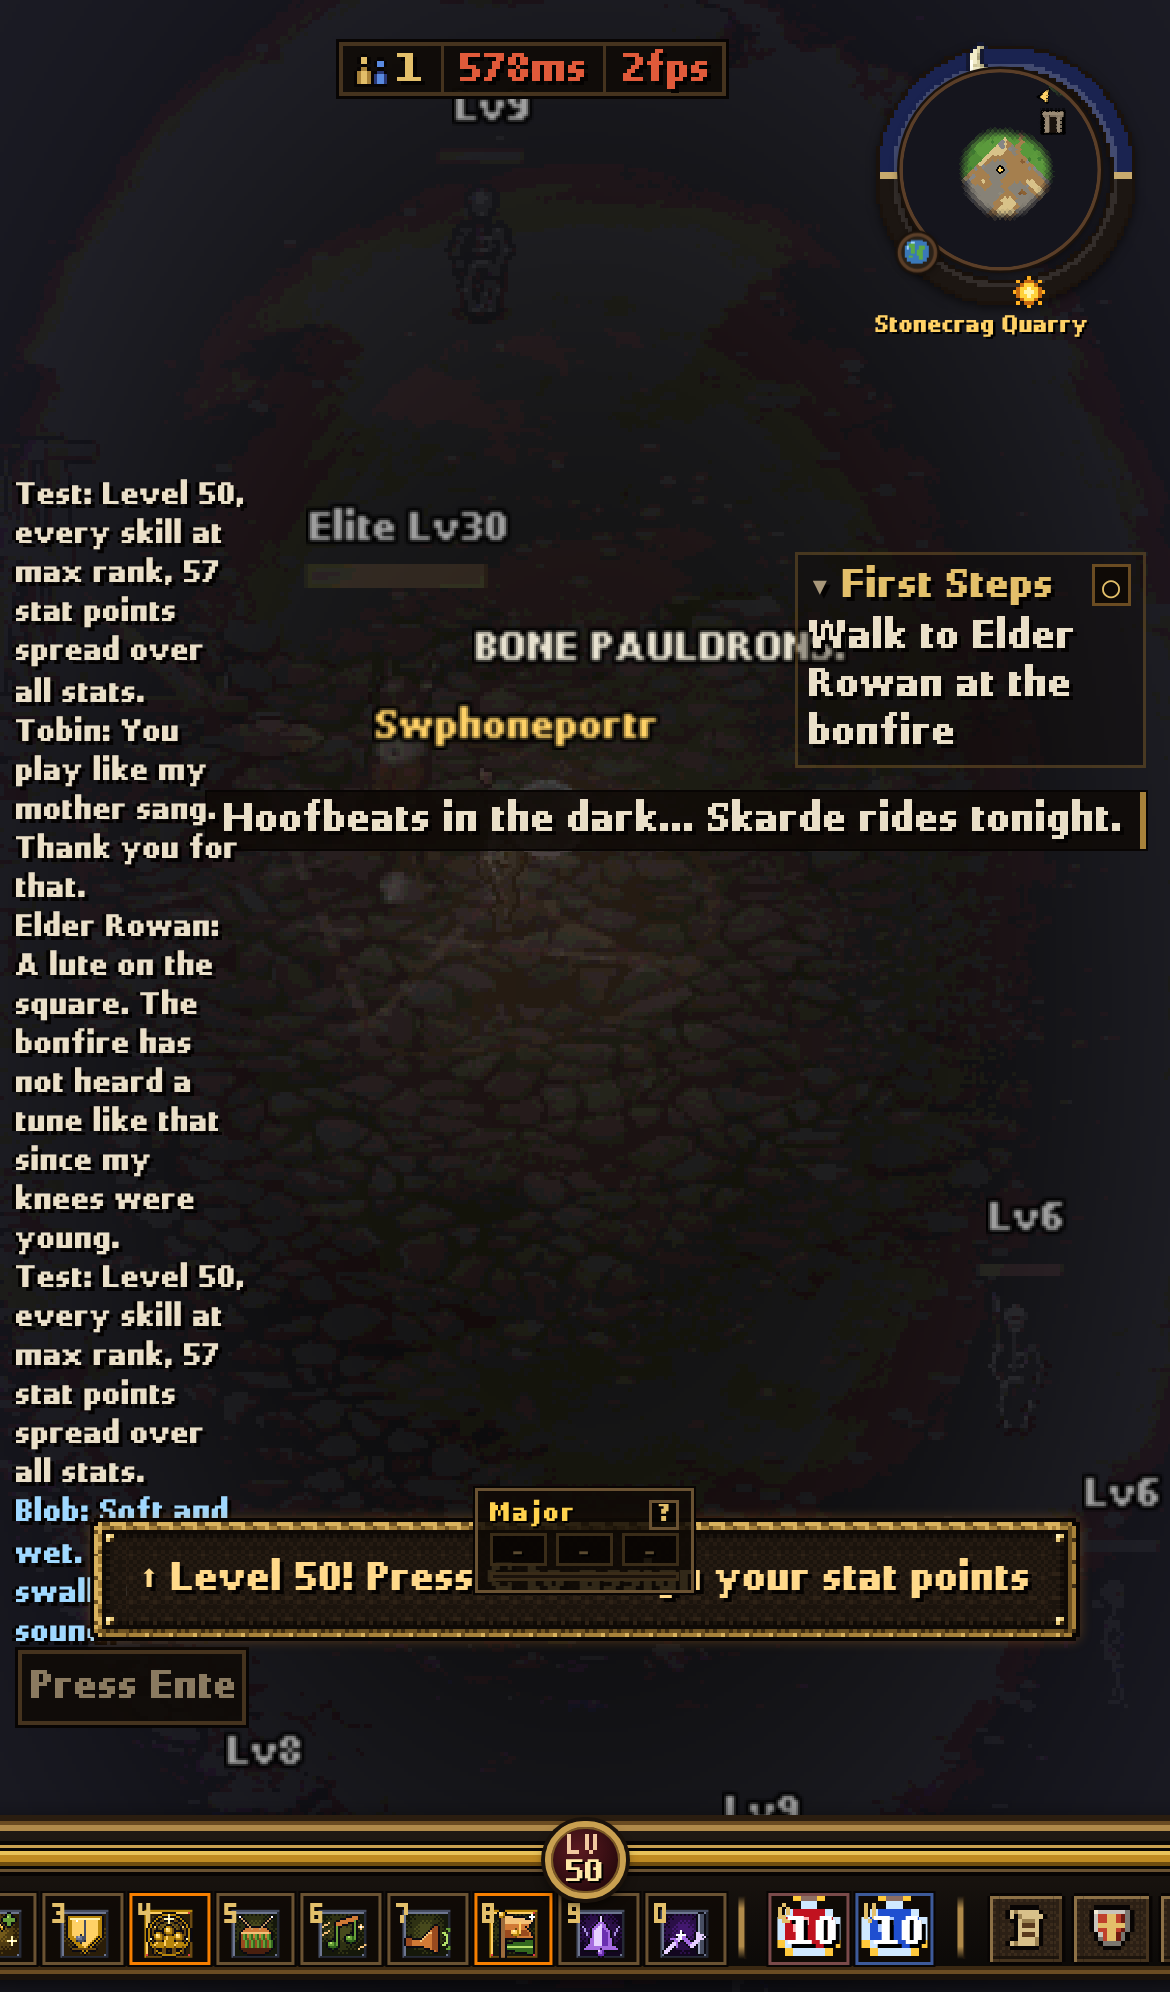 1 578ms 2fps
Lv9
Stonecrag Quarry
Test: Level 50,
every skill at
max rank, 57
stat points
spread over
all stats.
Tobin: You
play like my
mother sang.
Thank you for
that.
Elder Rowan:
A lute on the
square. The
bonfire has
not heard a
tune like that
since my
knees were
young.
Test: Level 50,
every skill at
max rank, 57
stat points
spread over
all stats.
Blob: Soft and
wet.
Elite Lv30
BONE PAULDRONS.
Swphoneportr
First Steps
Walk to Elder
Rowan at the
bonfire
Hoofbeats in the dark... Skarde rides tonight.
Lv6
Lv6
Major ?
- - -
↑ Level 50! Press your stat points
Press Ente
Lv8
Lv9
LV
50
3 4 5 6 7 8 9 0 10 10